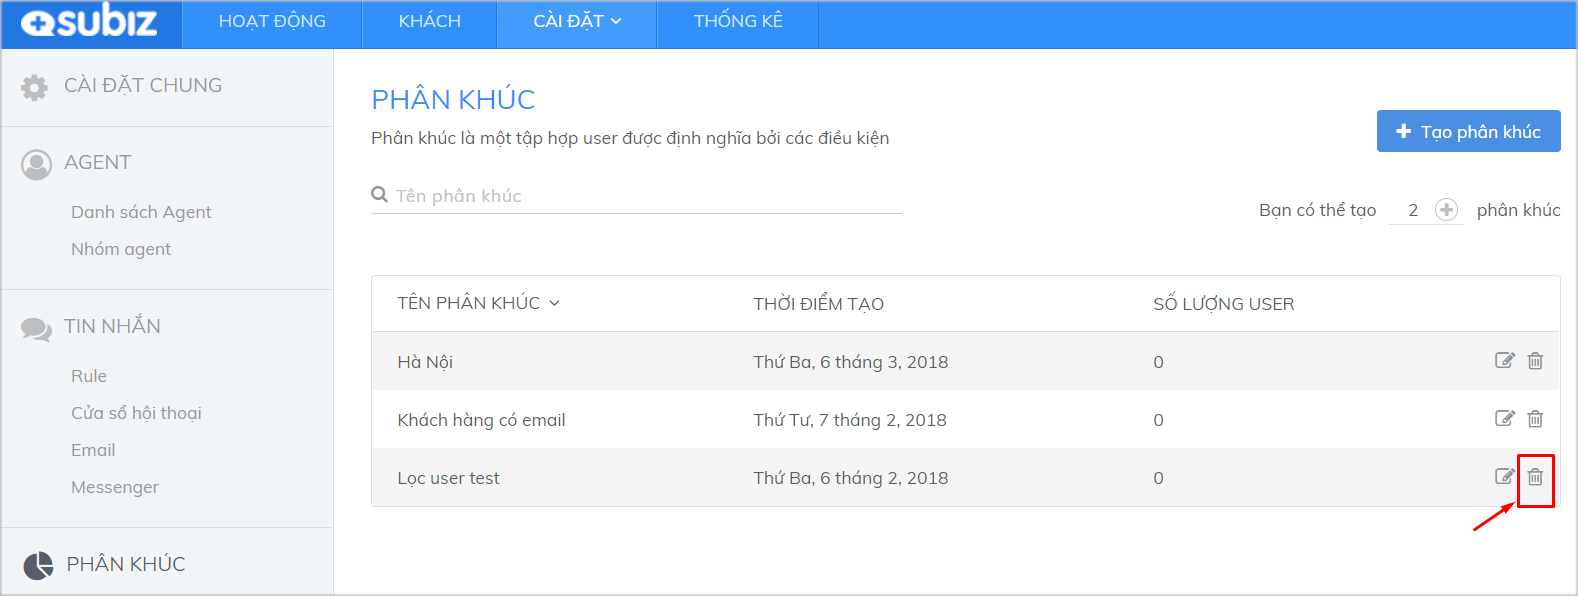 subiz
HOẠT ĐỘNG
KHÁCH
CÀI ĐẶT
THỐNG KÊ
CÀI ĐẶT CHUNG
AGENT
Danh sách Agent
Nhóm agent
TIN NHẮN
Rule
Cửa sổ hội thoại
Email
Messenger
PHÂN KHÚC
PHÂN KHÚC
Phân khúc là một tập hợp user được định nghĩa bởi các điều kiện
Tạo phân khúc
Tên phân khúc
Bạn có thể tạo 2 phân khúc
TÊN PHÂN KHÚC THỜI ĐIỂM TẠO SỐ LƯỢNG USER
Hà Nội Thứ Ba, 6 tháng 3, 2018 0
Khách hàng có email Thứ Tư, 7 tháng 2, 2018 0
Lọc user test Thứ Ba, 6 tháng 2, 2018 0